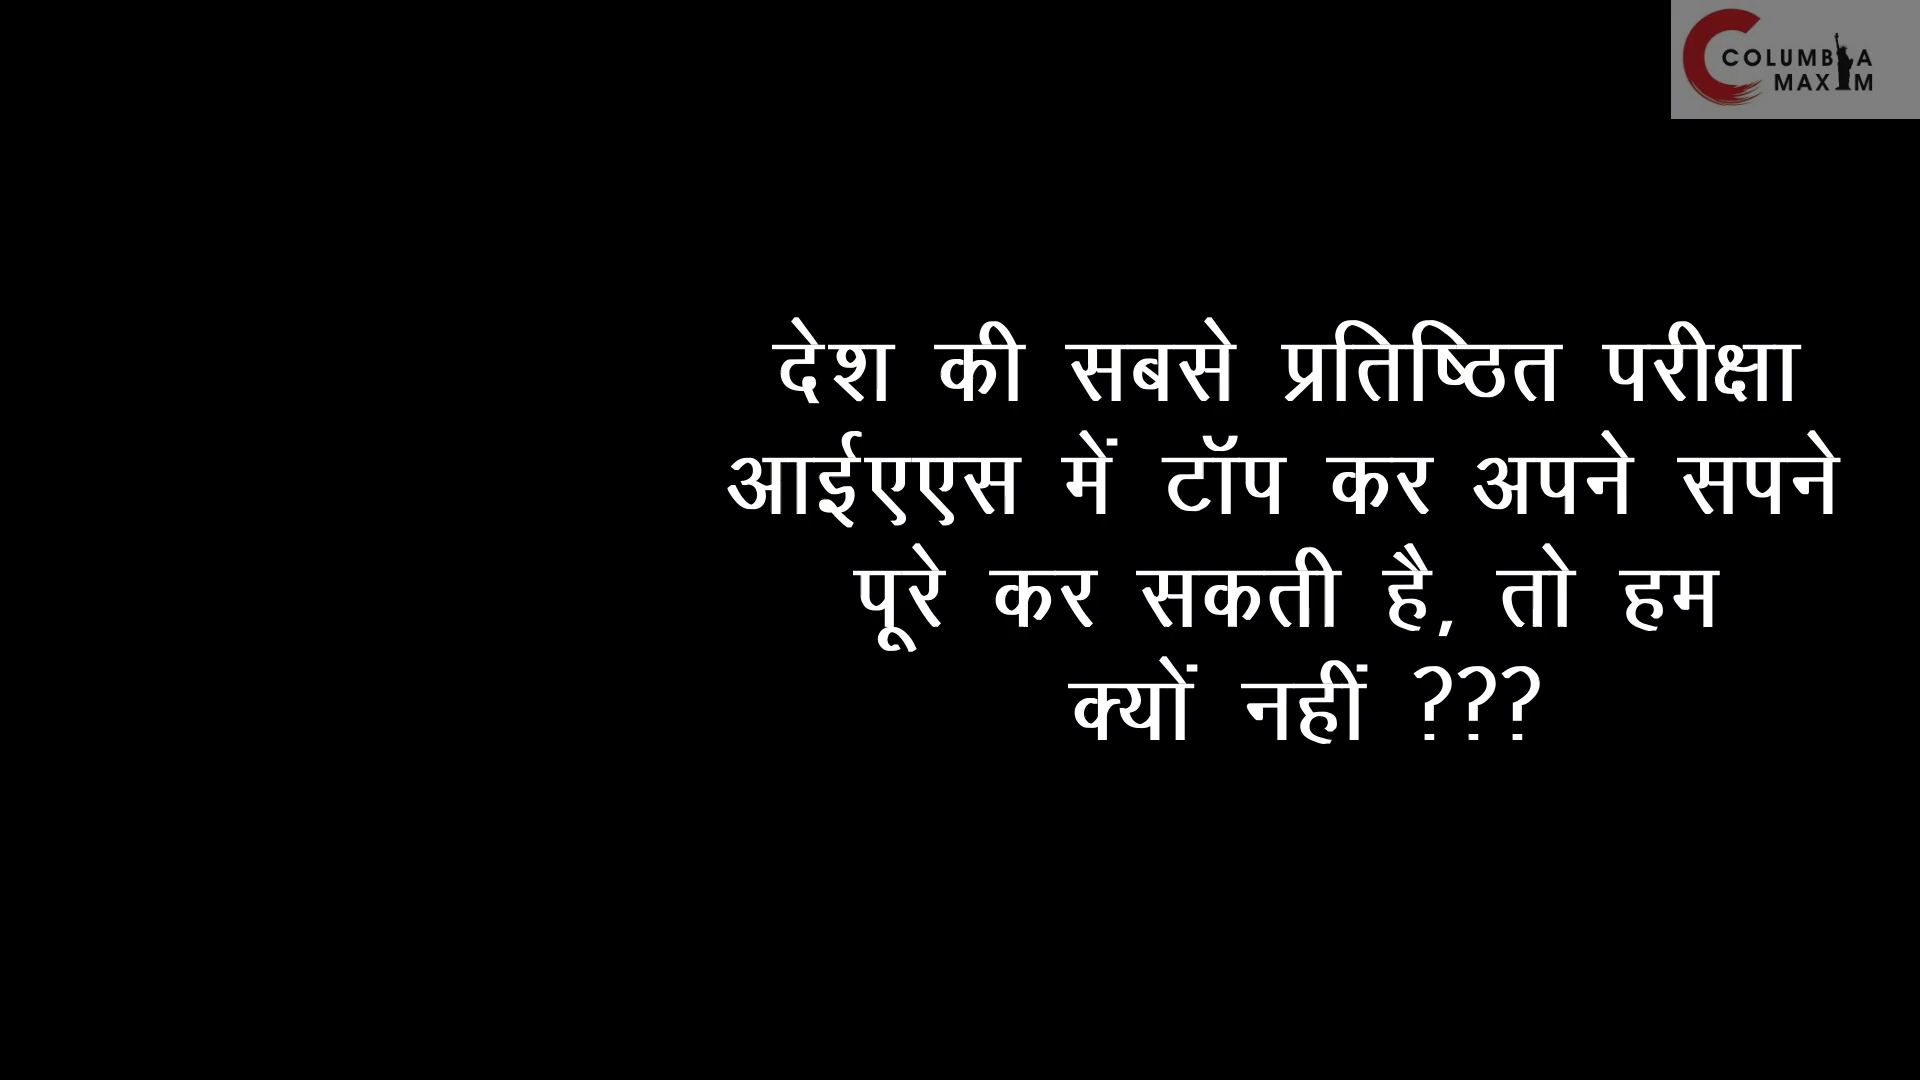 COLUMBIA
MAXIM
देश की सबसे प्रतिष्ठित परीक्षा
आईएएस में टॉप कर अपने सपने
पूरे कर सकती है, तो हम
क्यों नहीं ???